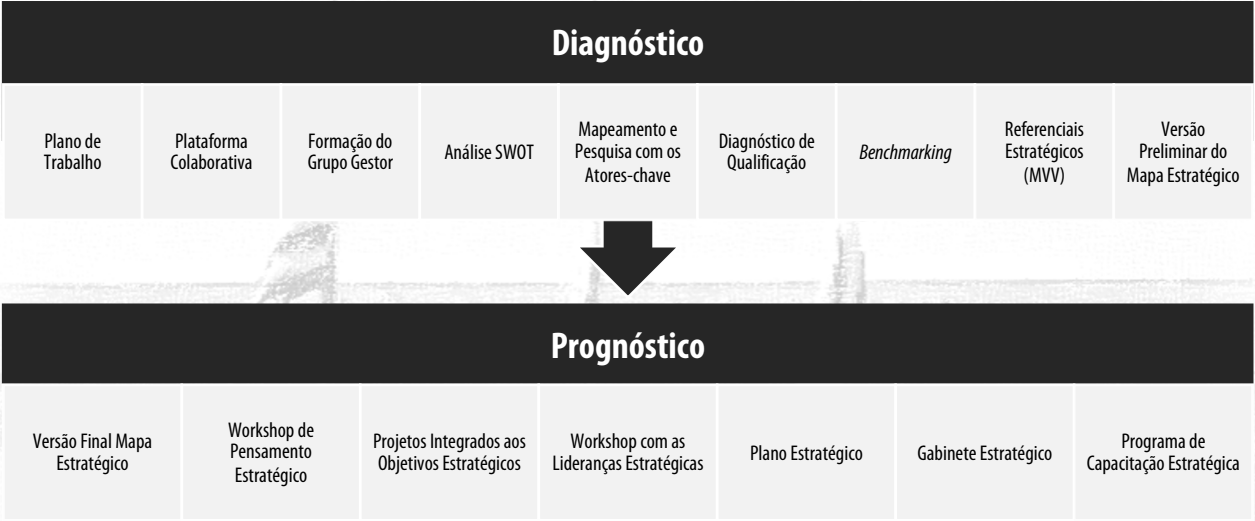 Diagnóstico
Plano de
Trabalho
Plataforma
Colaborativa
Formação do
Grupo Gestor
Análise SWOT
Mapeamento e
Pesquisa com os
Atores-chave
Diagnóstico de
Qualificação
Benchmarking
Referenciais
Estratégicos
(MVV)
Versão
Preliminar do
Mapa Estratégico
Prognóstico
Versão Final Mapa
Estratégico
Workshop de
Pensamento
Estratégico
Projetos Integrados aos
Objetivos Estratégicos
Workshop com as
Lideranças Estratégicas
Plano Estratégico
Gabinete Estratégico
Programa de
Capacitação Estratégica